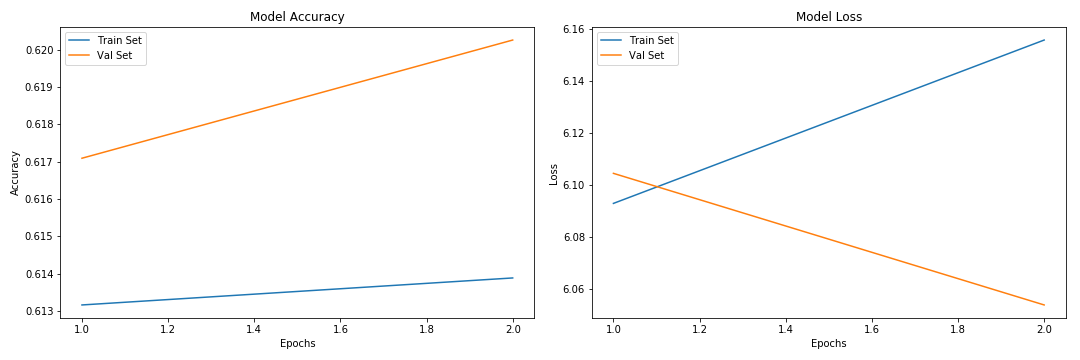 Model Accuracy
Train Set
Val Set
0.620
0.619
0.618
0.617
0.616
0.615
0.614
0.613
Accuracy
1.0 1.2 1.4 1.6 1.8 2.0
Epochs
Model Loss
Train Set
Val Set
6.16
6.14
6.12
6.10
6.08
6.06
Loss
1.0 1.2 1.4 1.6 1.8 2.0
Epochs